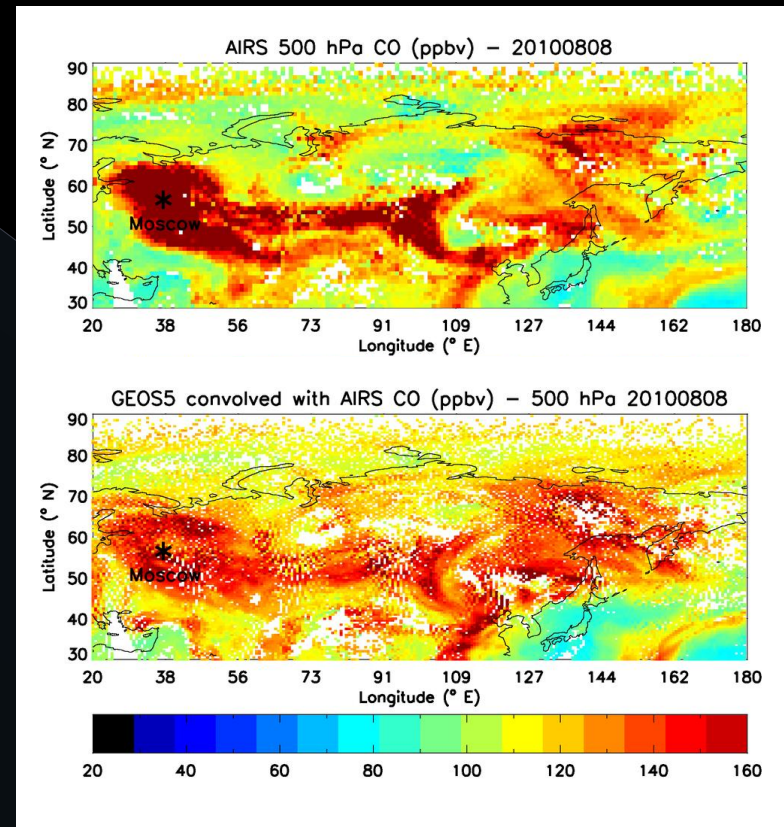 AIRS 500 hPa CO (ppbv) – 20100808
90
80
70
60
50
40
30
Latitude (° N)
Moscow
20 38 56 73 91 109 127 144 162 180
Longitude (° E)
GEOS5 convolved with AIRS CO (ppbv) – 500 hPa 20100808
90
80
70
60
50
40
30
Latitude (° N)
Moscow
20 38 56 73 91 109 127 144 162 180
Longitude (° E)
20 40 60 80 100 120 140 160